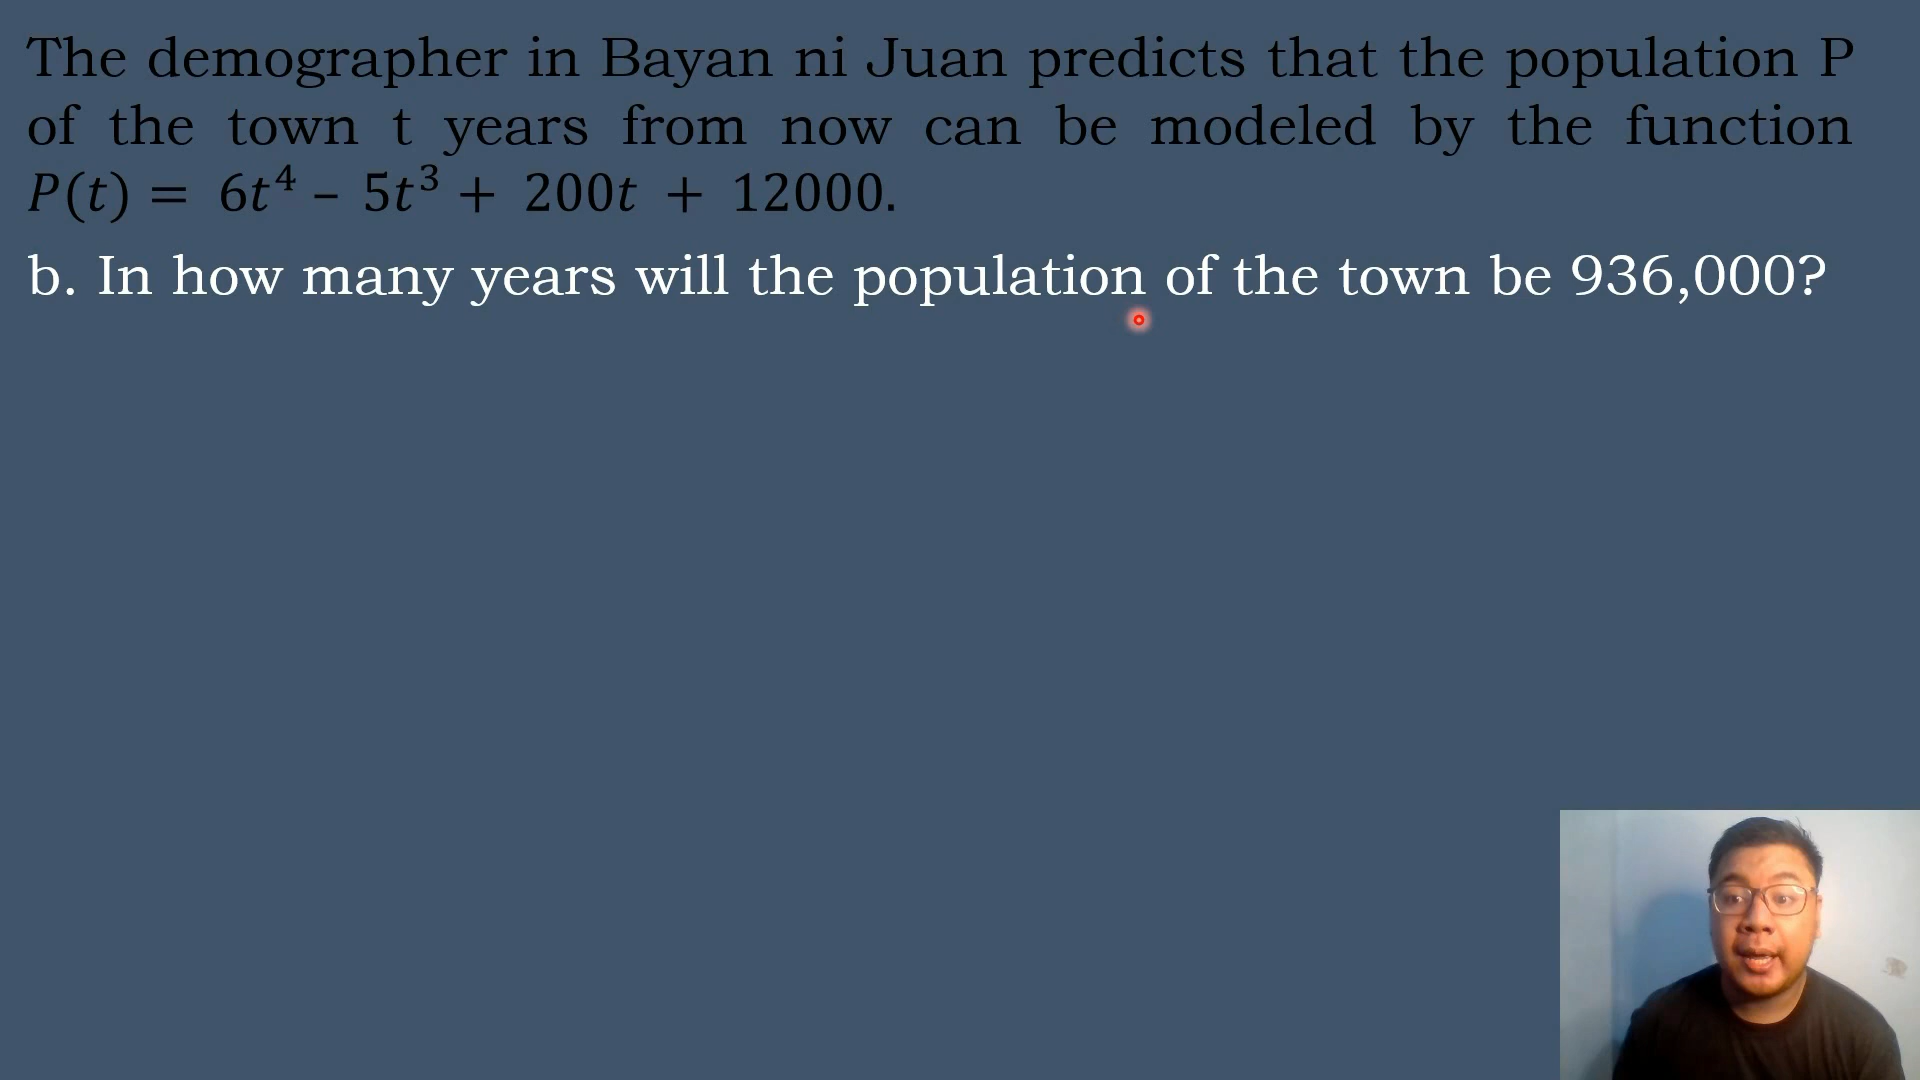 The demographer in Bayan ni Juan predicts that the population P
of the town t years from now can be modeled by the function
P(t) = 6t⁴ – 5t³ + 200t + 12000.
b. In how many years will the population of the town be 936,000?